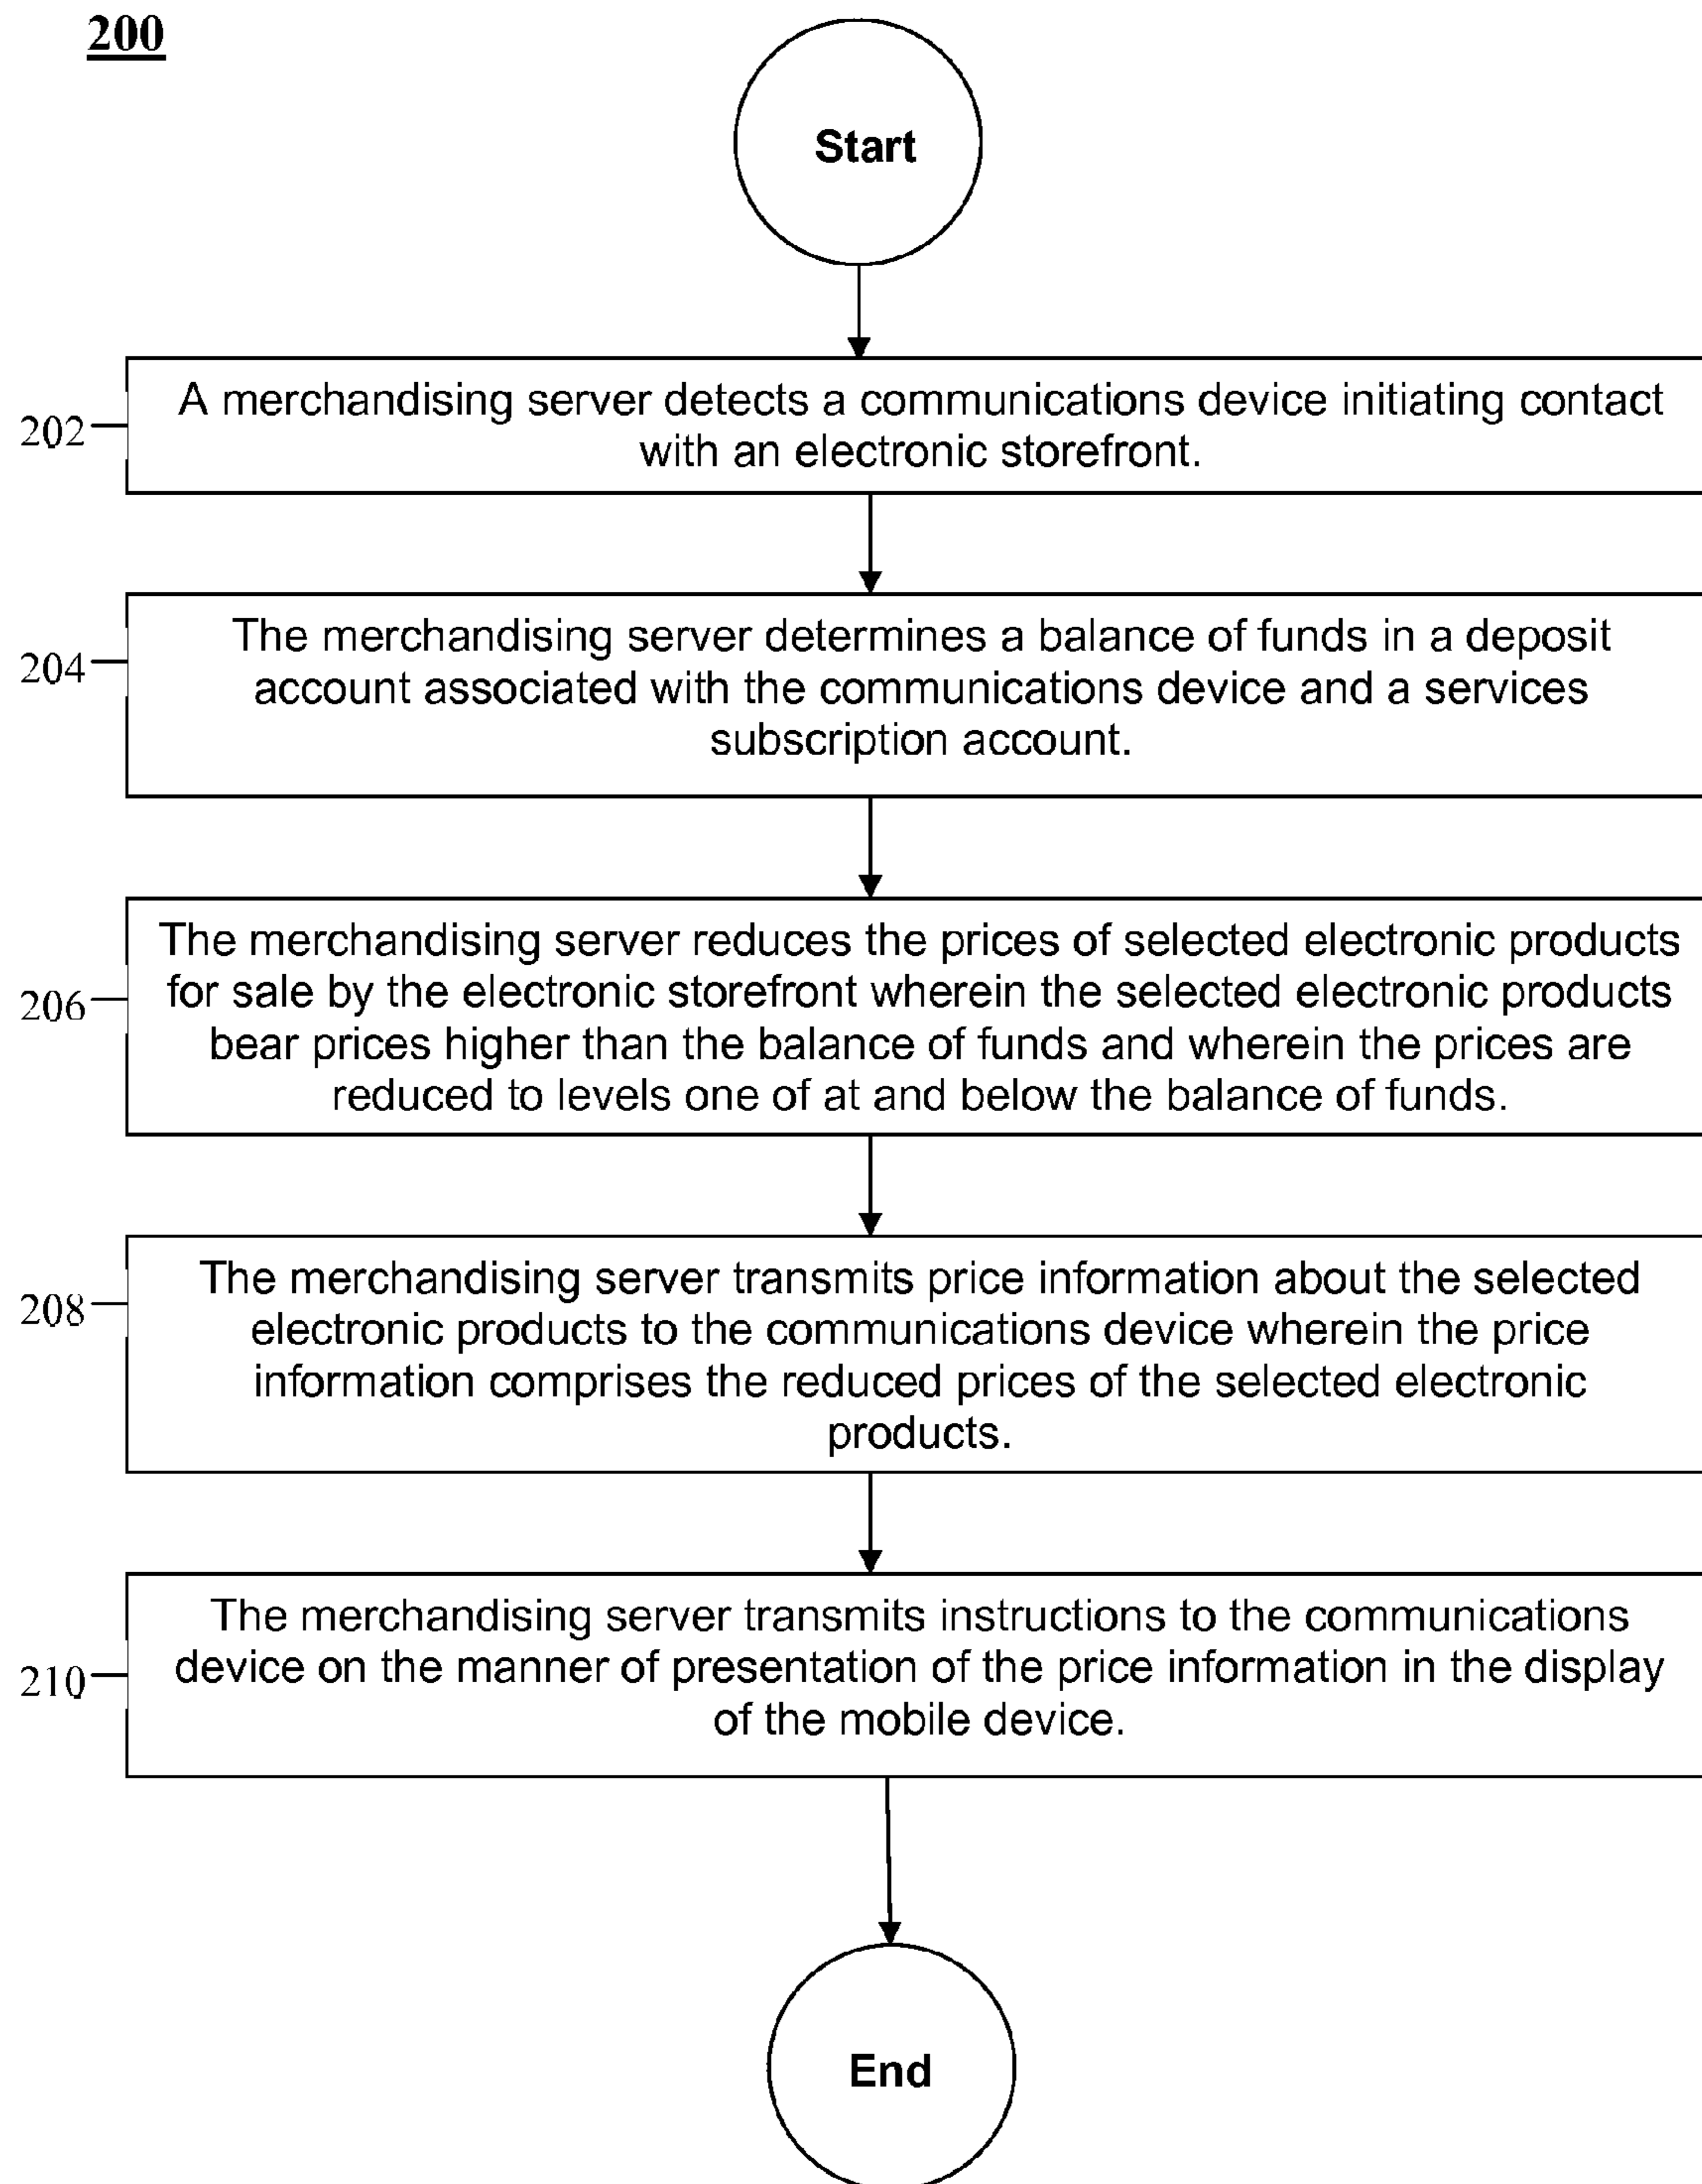 200
Start
202
A merchandising server detects a communications device initiating contact
with an electronic storefront.
204
The merchandising server determines a balance of funds in a deposit
account associated with the communications device and a services
subscription account.
206
The merchandising server reduces the prices of selected electronic products
for sale by the electronic storefront wherein the selected electronic products
bear prices higher than the balance of funds and wherein the prices are
reduced to levels one of at and below the balance of funds.
208
The merchandising server transmits price information about the selected
electronic products to the communications device wherein the price
information comprises the reduced prices of the selected electronic
products.
210
The merchandising server transmits instructions to the communications
device on the manner of presentation of the price information in the display
of the mobile device.
End